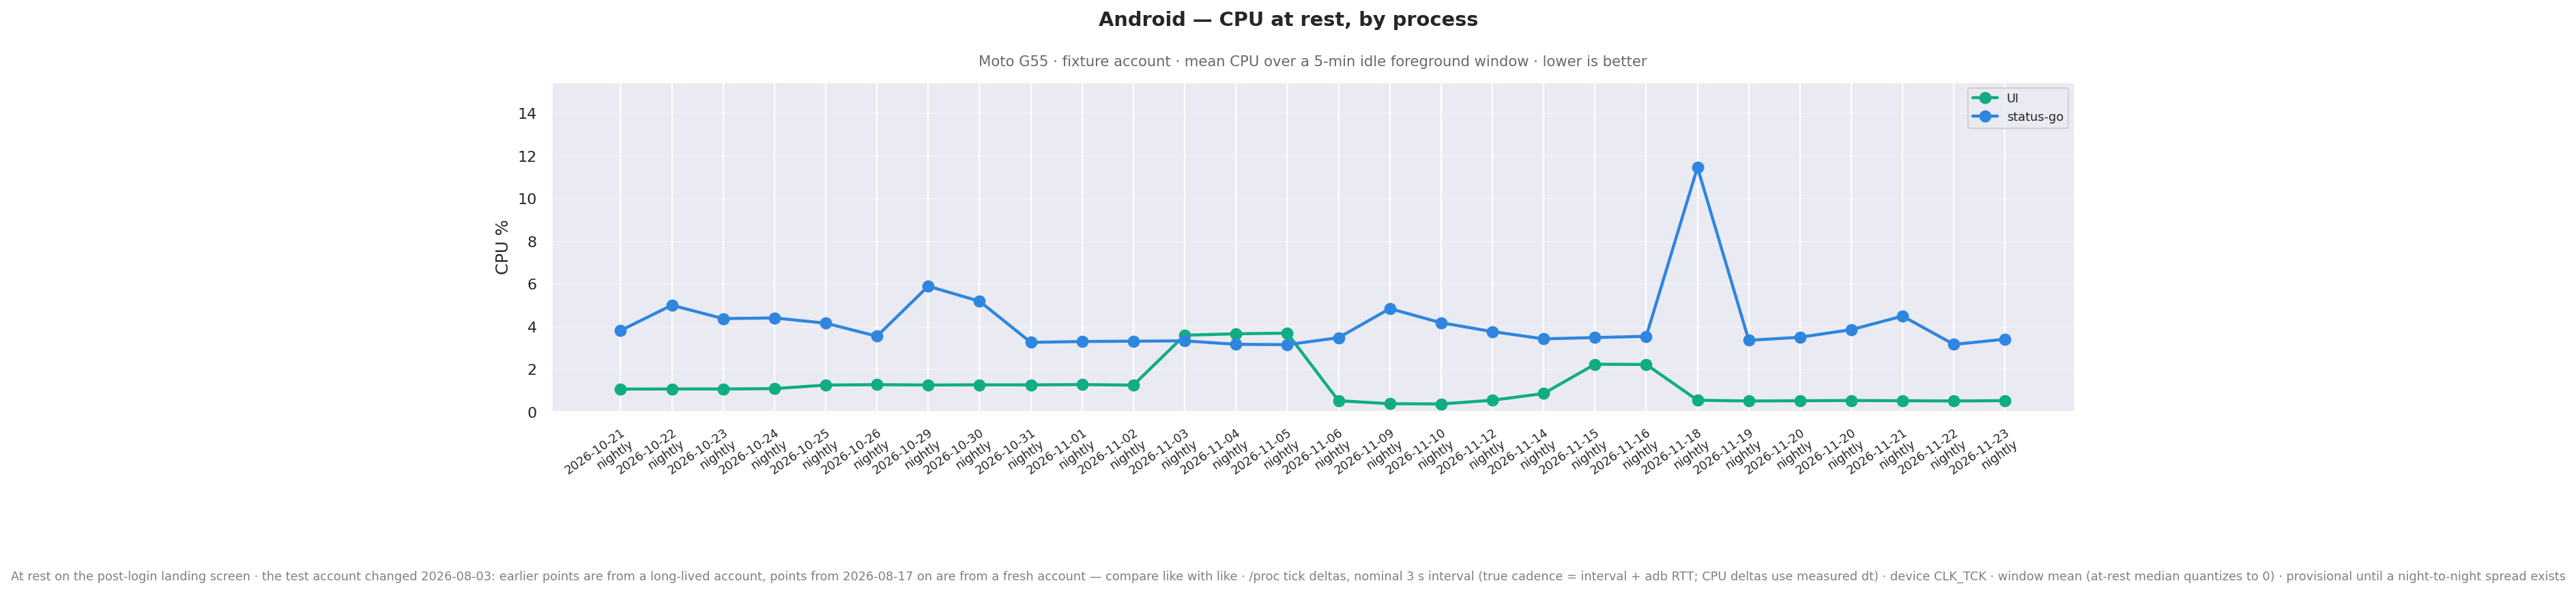 Android — CPU at rest, by process
Moto G55 · fixture account · mean CPU over a 5-min idle foreground window · lower is better
UI
status-go
CPU %
14
12
10
8
6
4
2
0
2026-10-21
nightly
2026-10-22
nightly
2026-10-23
nightly
2026-10-24
nightly
2026-10-25
nightly
2026-10-26
nightly
2026-10-29
nightly
2026-10-30
nightly
2026-10-31
nightly
2026-11-01
nightly
2026-11-02
nightly
2026-11-03
nightly
2026-11-04
nightly
2026-11-05
nightly
2026-11-06
nightly
2026-11-09
nightly
2026-11-10
nightly
2026-11-12
nightly
2026-11-14
nightly
2026-11-15
nightly
2026-11-16
nightly
2026-11-18
nightly
2026-11-19
nightly
2026-11-20
nightly
2026-11-20
nightly
2026-11-21
nightly
2026-11-22
nightly
2026-11-23
nightly
At rest on the post-login landing screen · the test account changed 2026-08-03: earlier points are from a long-lived account, points from 2026-08-17 on are from a fresh account — compare like with like · /proc tick deltas, nominal 3 s interval (true cadence = interval + adb RTT; CPU deltas use measured dt) · device CLK_TCK · window mean (at-rest median quantizes to 0) · provisional until a night-to-night spread exists